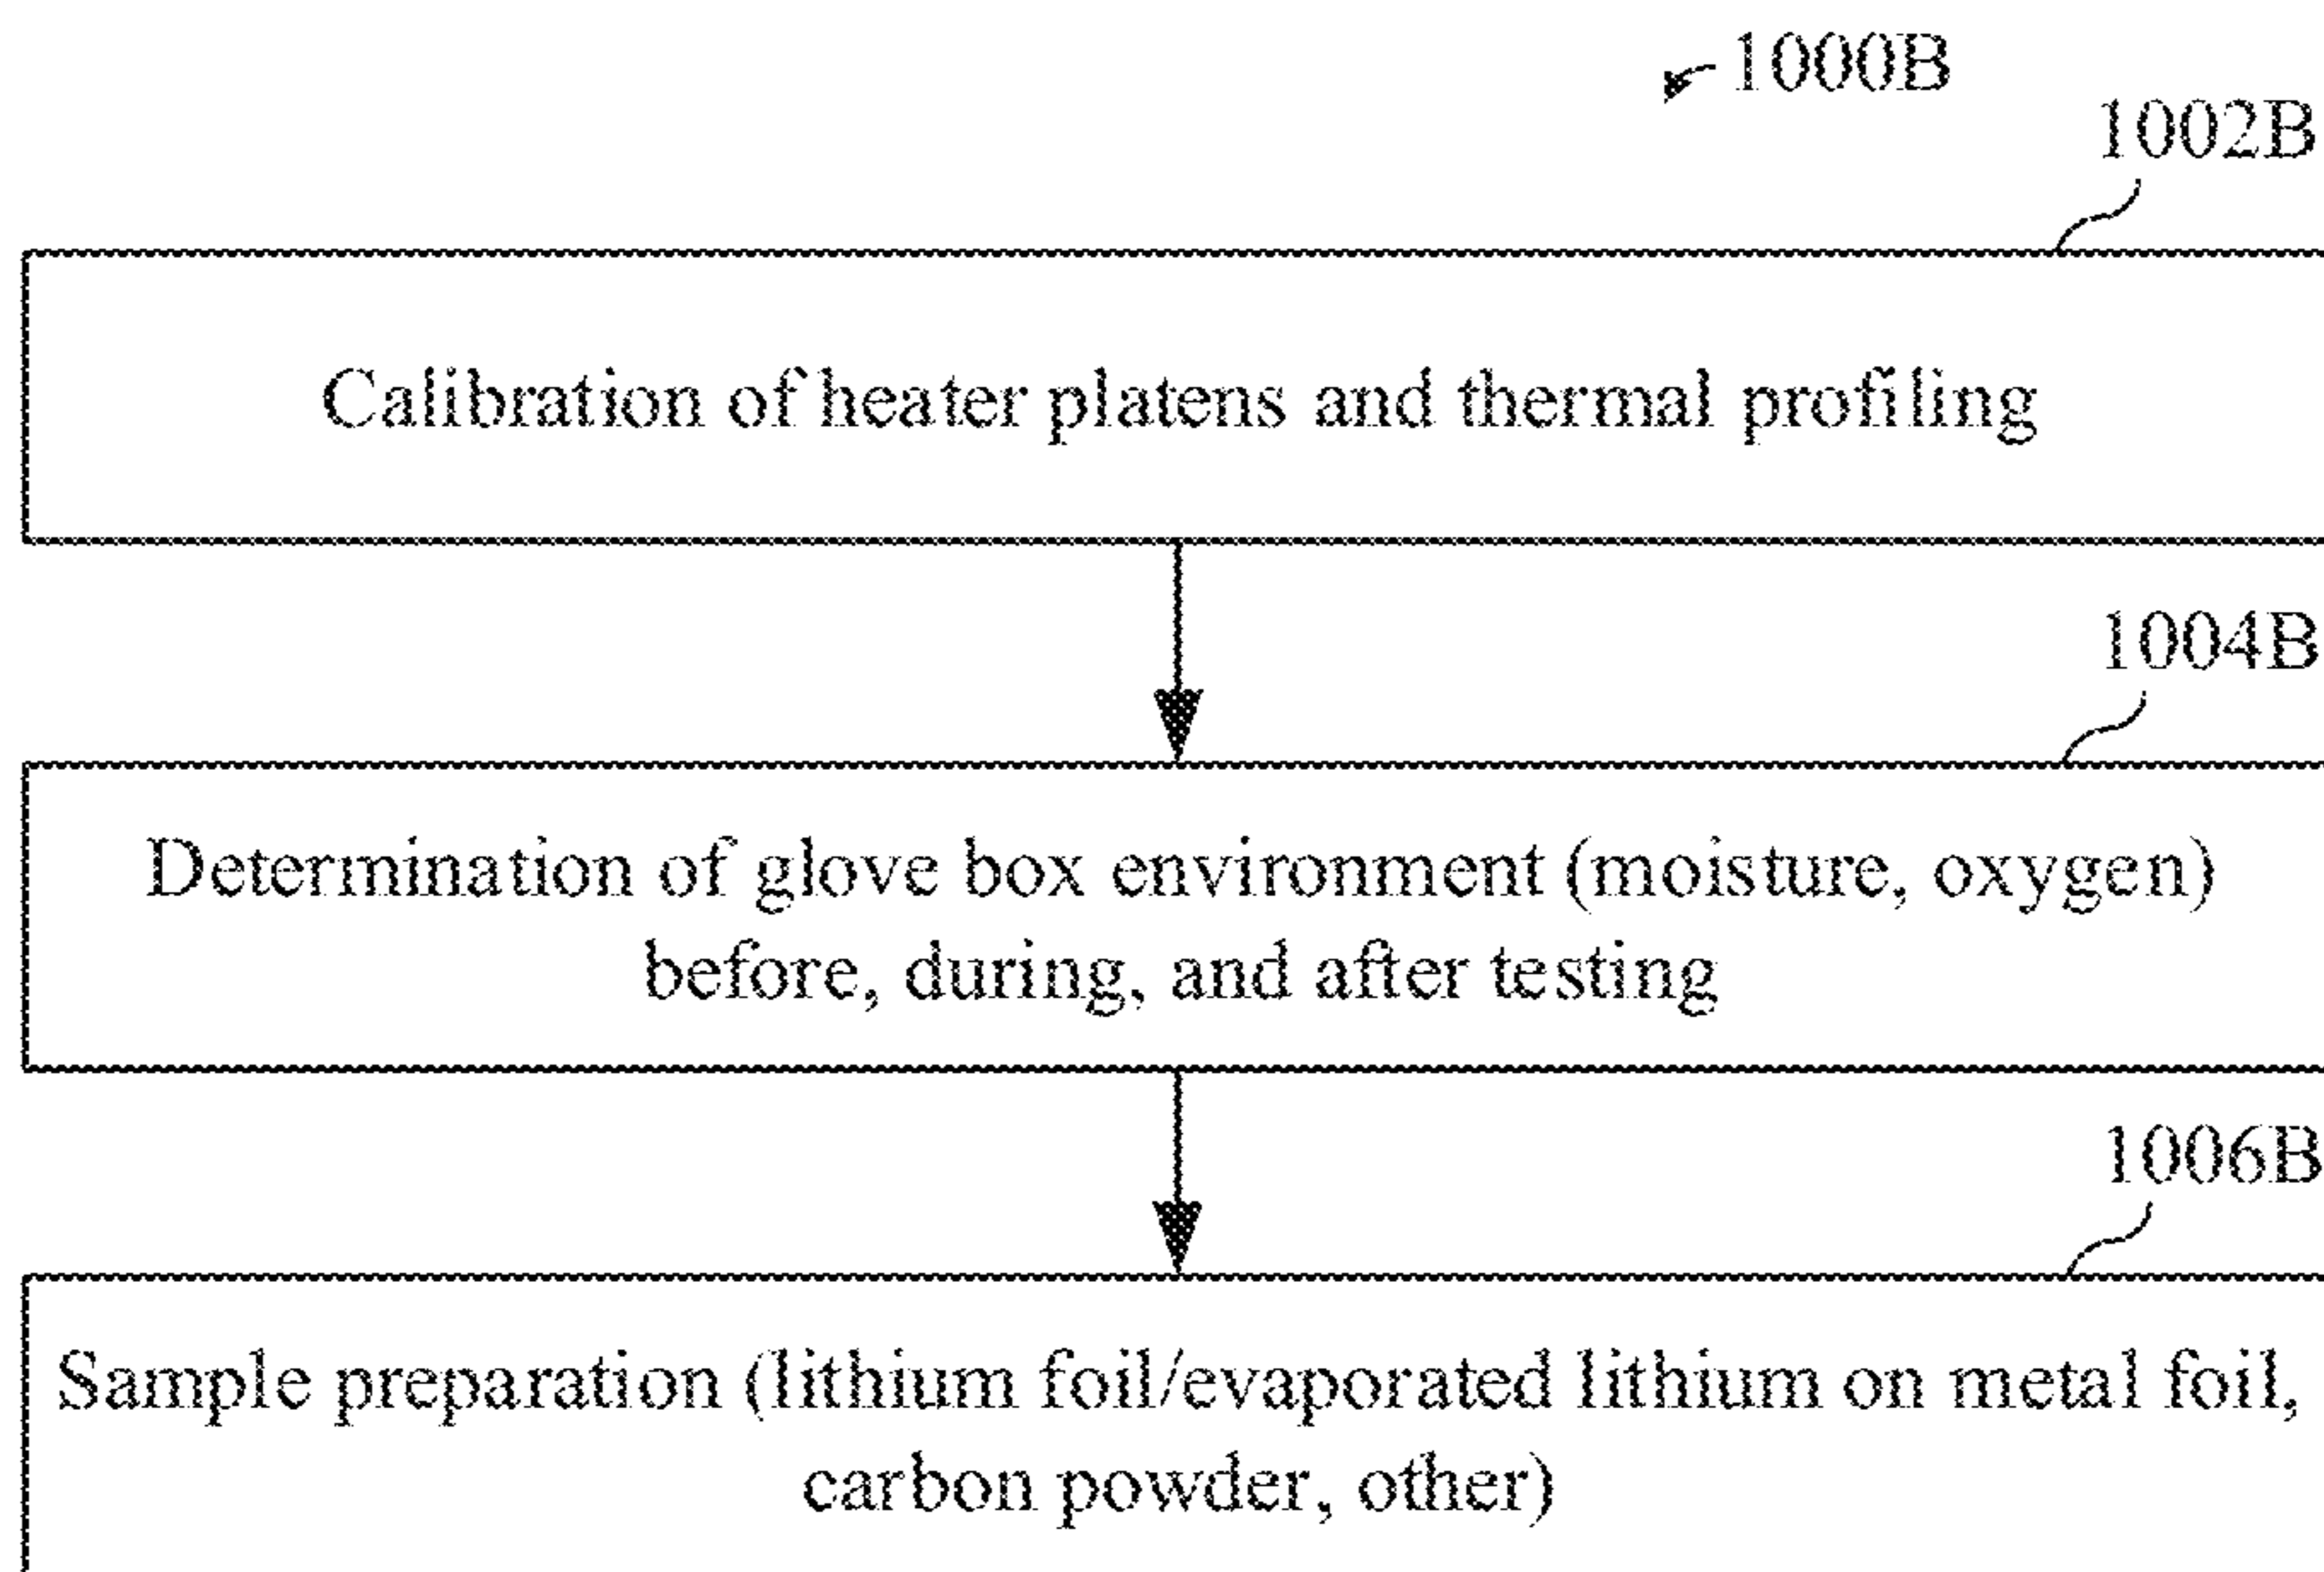 1000B
1002B
Calibration of heater platens and thermal profiling
1004B
Determination of glove box environment (moisture, oxygen)
before, during, and after testing
1006B
Sample preparation (lithium foil/evaporated lithium on metal foil,
carbon powder, other)